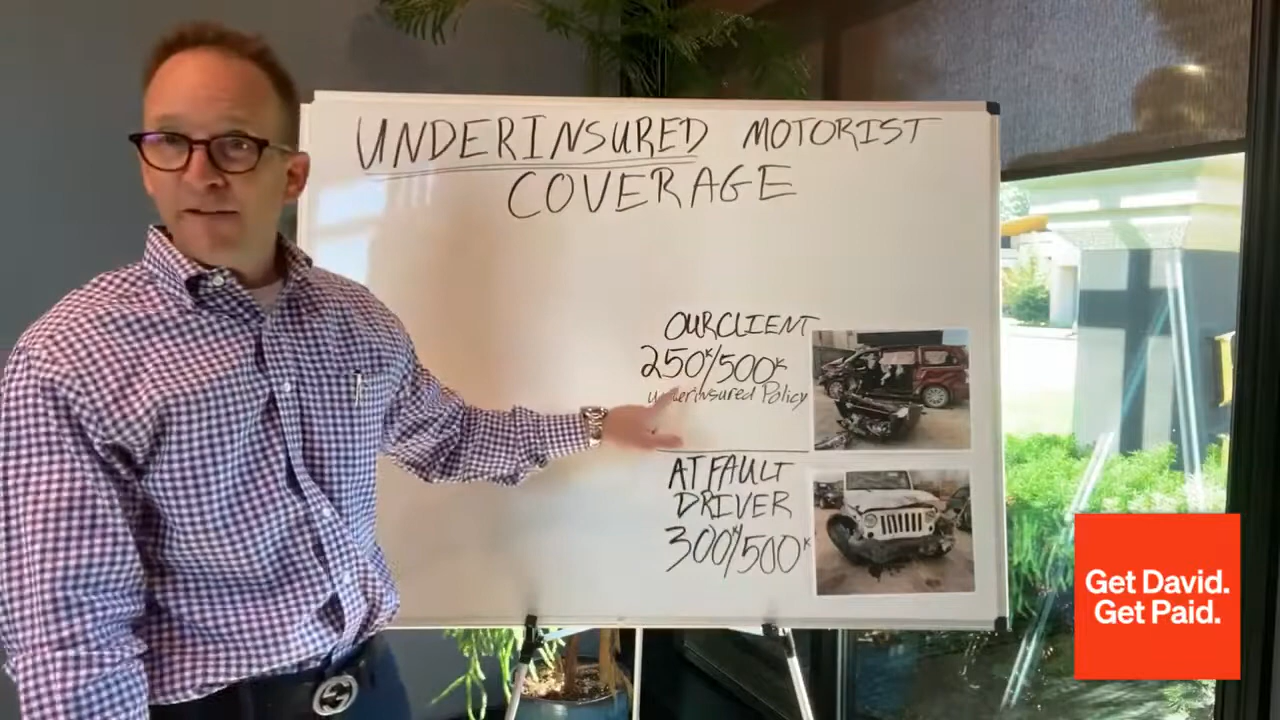 UNDERINSURED MOTORIST
COVERAGE
OUR CLIENT
250K/500K
underinsured Policy
AT FAULT
DRIVER
300K/500K
Get David.
Get Paid.